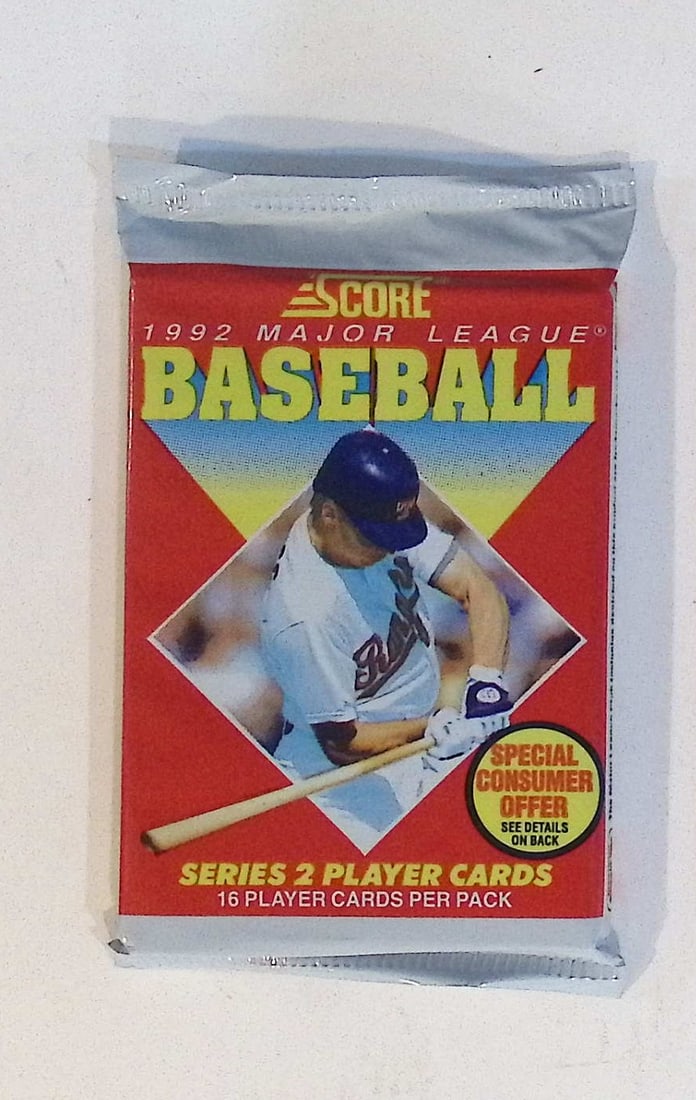 SCORE
1992 MAJOR LEAGUE®
BASEBALL
SPECIAL
CONSUMER
OFFER
SEE DETAILS
ON BACK
SERIES 2 PLAYER CARDS
16 PLAYER CARDS PER PACK